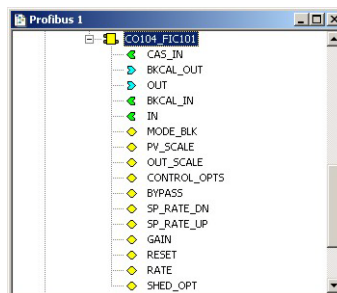 Profibus 1
CO104_FIC101
CAS_IN
BKCAL_OUT
OUT
BKCAL_IN
IN
MODE_BLK
PV_SCALE
OUT_SCALE
CONTROL_OPTS
BYPASS
SP_RATE_DN
SP_RATE_UP
GAIN
RESET
RATE
SHED_OPT